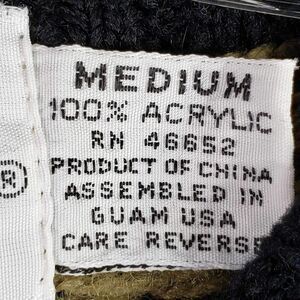 MEDIUM
100% ACRYLIC
RN 46652
PRODUCT OF CHINA
ASSEMBLED IN
GUAM USA
CARE REVERSE
®